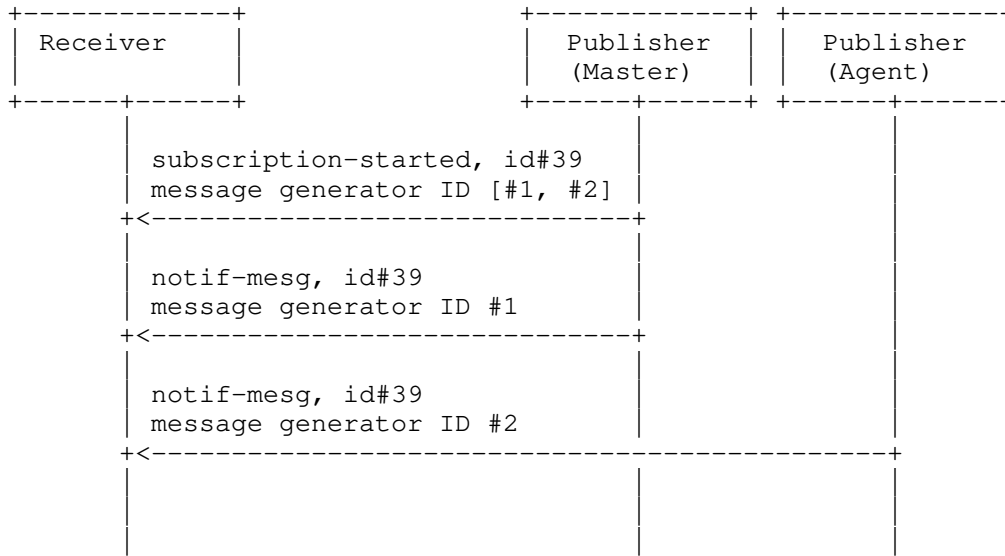 Receiver
Publisher
(Master)
Publisher
(Agent)
subscription-started, id#39
message generator ID [#1, #2]
notif-mesg, id#39
message generator ID #1
notif-mesg, id#39
message generator ID #2